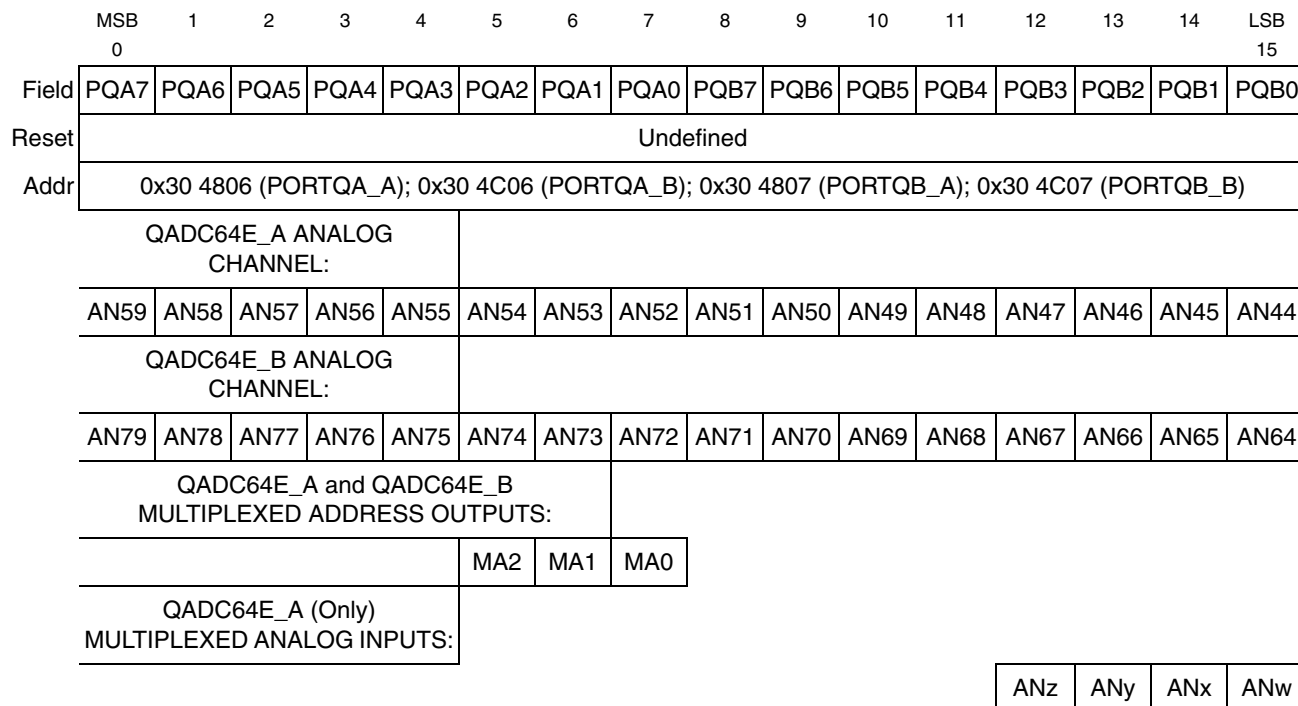 MSB 1 2 3 4 5 6 7 8 9 10 11 12 13 14 LSB
0 15
Field PQA7 PQA6 PQA5 PQA4 PQA3 PQA2 PQA1 PQA0 PQB7 PQB6 PQB5 PQB4 PQB3 PQB2 PQB1 PQB0
Reset Undefined
Addr 0x30 4806 (PORTQA_A); 0x30 4C06 (PORTQA_B); 0x30 4807 (PORTQB_A); 0x30 4C07 (PORTQB_B)
QADC64E_A ANALOG
CHANNEL:
AN59 AN58 AN57 AN56 AN55 AN54 AN53 AN52 AN51 AN50 AN49 AN48 AN47 AN46 AN45 AN44
QADC64E_B ANALOG
CHANNEL:
AN79 AN78 AN77 AN76 AN75 AN74 AN73 AN72 AN71 AN70 AN69 AN68 AN67 AN66 AN65 AN64
QADC64E_A and QADC64E_B
MULTIPLEXED ADDRESS OUTPUTS:
MA2 MA1 MA0
QADC64E_A (Only)
MULTIPLEXED ANALOG INPUTS:
ANz ANy ANx ANw